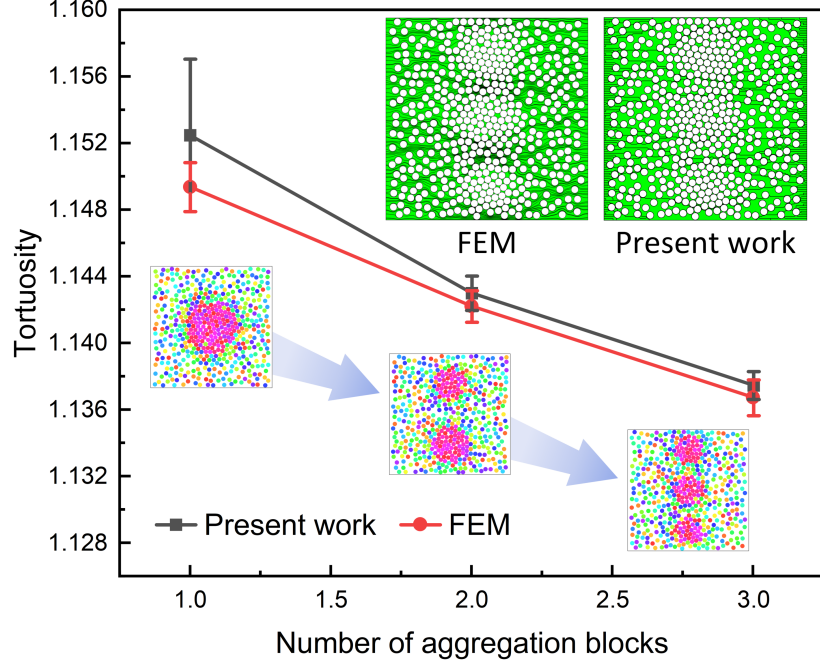 1.160
1.156
1.152
1.148
1.144
1.140
1.136
1.132
1.128
Tortuosity
FEM
Present work
Present work
FEM
1.0
1.5
2.0
2.5
3.0
Number of aggregation blocks